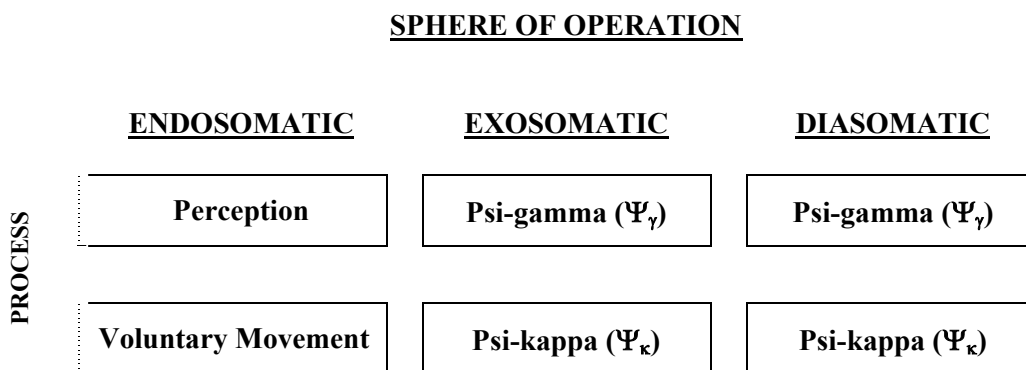 SPHERE OF OPERATION
ENDOSOMATIC EXOSOMATIC DIASOMATIC
PROCESS
Perception Psi-gamma (Ψγ) Psi-gamma (Ψγ)
Voluntary Movement Psi-kappa (Ψκ) Psi-kappa (Ψκ)